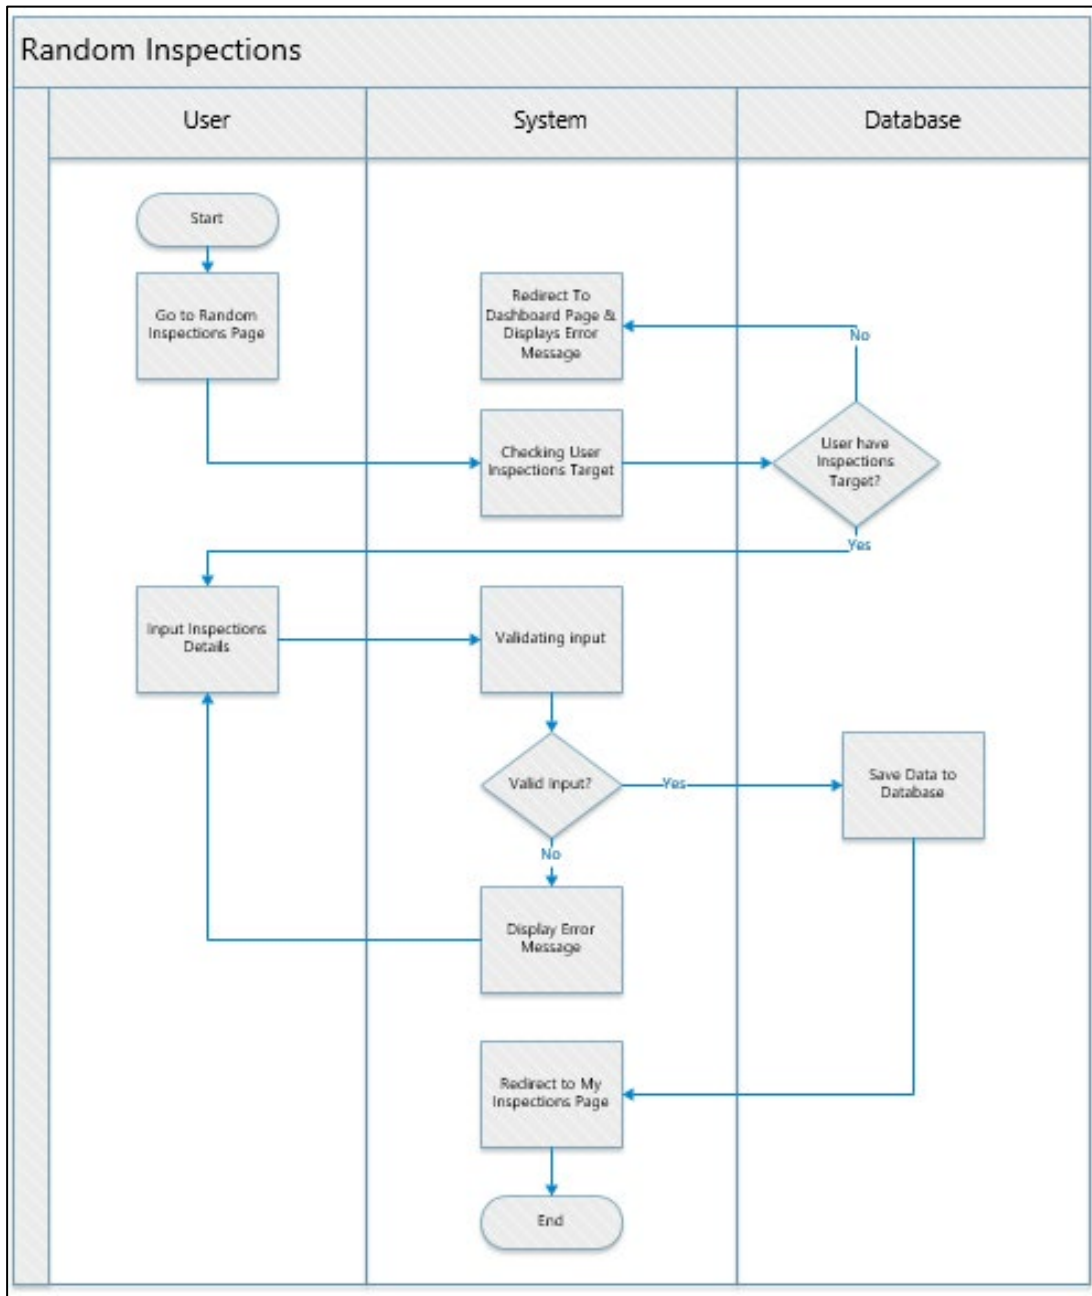 Random Inspections
User
System
Database
Start
Go to Random
Inspections Page
Redirect To
Dashboard Page &
Displays Error
Message
No
Checking User
Inspections Target
User have
Inspections
Target?
Yes
Input Inspections
Details
Validating input
Valid Input?
Yes
Save Data to
Database
No
Display Error
Message
Redirect to My
Inspections Page
End